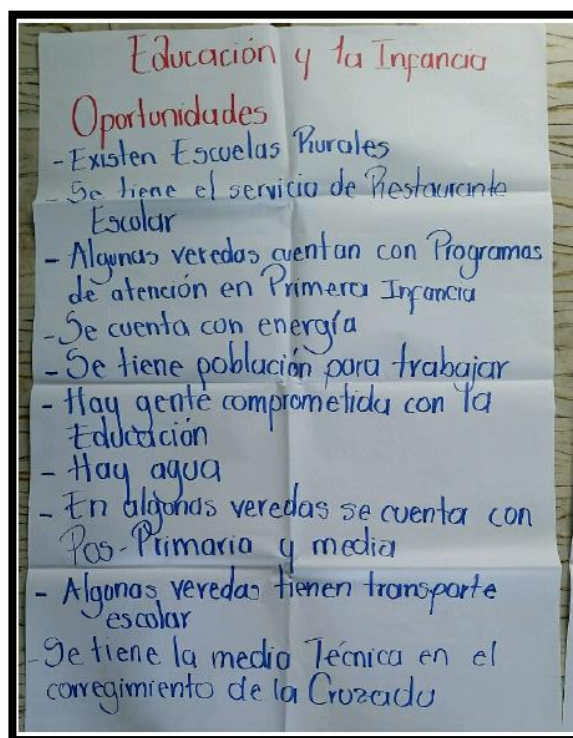 Educación y la Infancia
Oportunidades
- Existen Escuelas Rurales
- Se tiene el servicio de Restaurante
Escolar
- Algunas veredas cuentan con Programas
de atención en Primera Infancia
- Se cuenta con energía
- Se tiene población para trabajar
- Hay gente comprometida con la
Educación
- Hay agua
- En algunas veredas se cuenta con
Pos-Primaria y media
- Algunas veredas tienen transporte
escolar
- Se tiene la media Técnica en el
corregimiento de la Cruzada